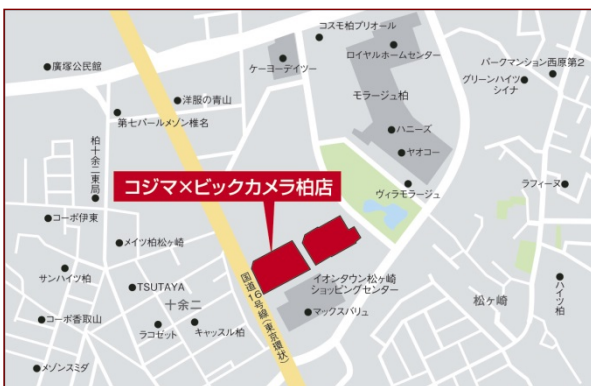 コスモ柏プリオール
廣塚公民館
ケーヨーデイツー
ロイヤルホームセンター
パークマンション西原第2
グリーンハイツ
シイナ
モラージュ柏
洋服の青山
第七パールメゾン椎名
ハニーズ
ヤオコー
柏十余二東局
コジマ×ビックカメラ柏店
ヴィラモラージュ
ラフィーヌ
コーポ伊東
メイツ柏松ヶ崎
サンハイツ柏
TSUTAYA
十余二
国道16号線(東京環状)
イオンタウン松ヶ崎
ショッピングセンター
マックスバリュ
松ヶ崎
ハイツ柏
コーポ香取山
ラコゼット
キャッスル柏
メゾンスミダ